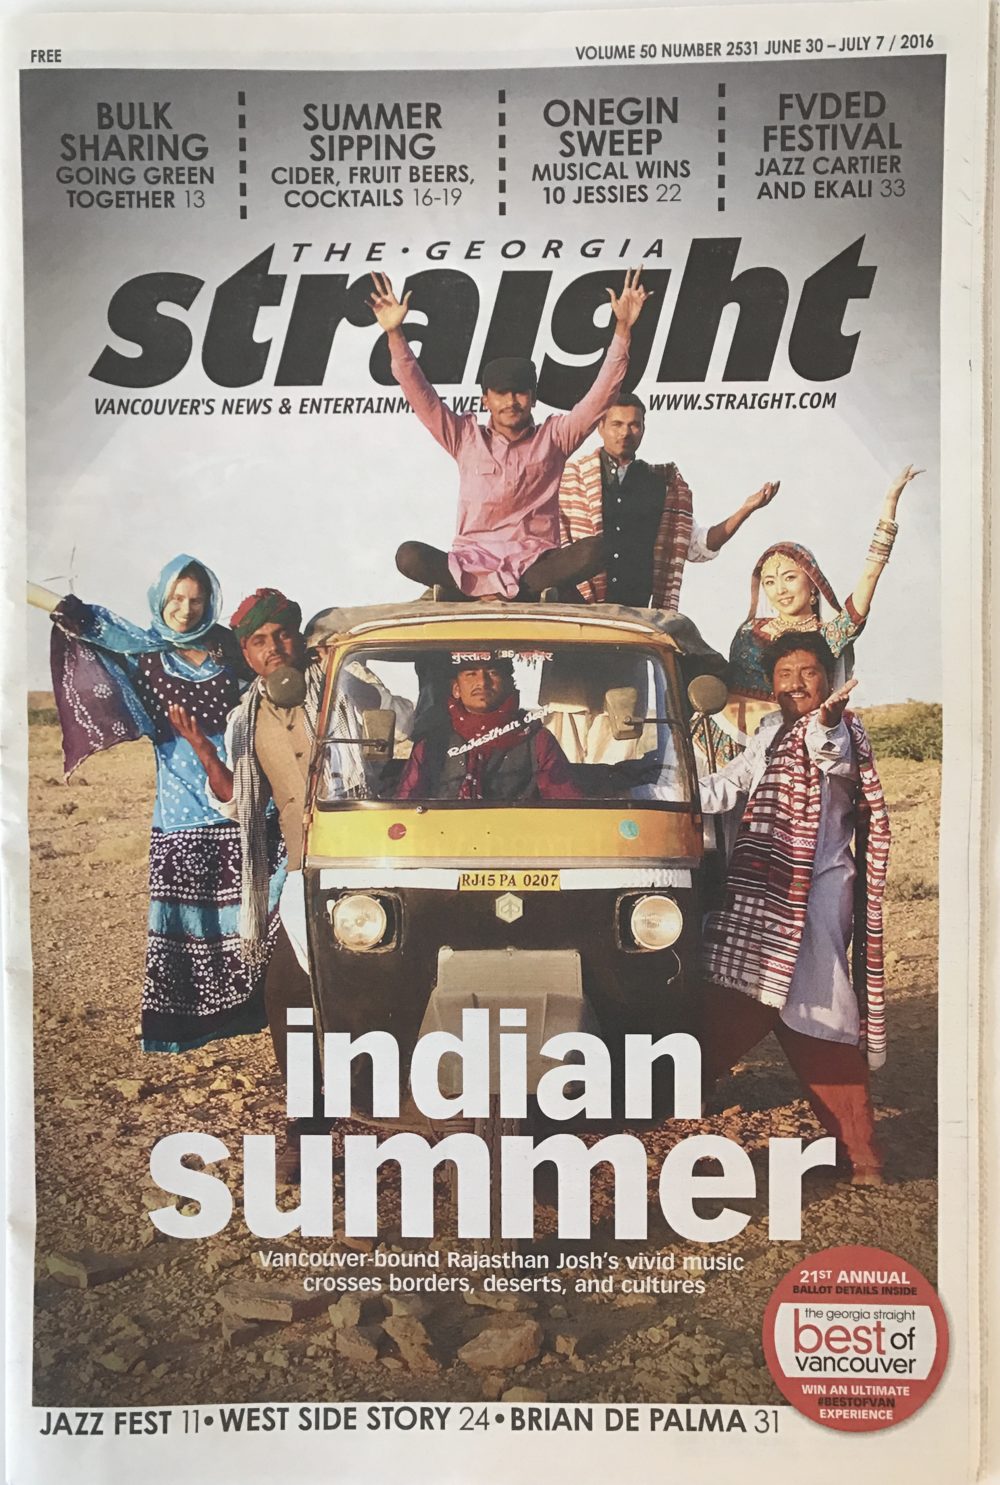 FREE
VOLUME 50 NUMBER 2531 JUNE 30 – JULY 7 / 2016
BULK
SHARING
GOING GREEN
TOGETHER 13
SUMMER
SIPPING
CIDER, FRUIT BEERS,
COCKTAILS 16-19
ONEGIN
SWEEP
MUSICAL WINS
10 JESSIES 22
FVDED
FESTIVAL
JAZZ CARTIER
AND EKALI 33
THE • GEORGIA
straight
VANCOUVER'S NEWS & ENTERTAINM
WWW.STRAIGHT.COM
मुस्ताक
Rajasthan Josh
RJ15 PA 0207
indian
summer
Vancouver-bound Rajasthan Josh's vivid music
crosses borders, deserts, and cultures
21ST ANNUAL
BALLOT DETAILS INSIDE
the georgia straight
best of
vancouver
WIN AN ULTIMATE
#BESTOFVAN
EXPERIENCE
JAZZ FEST 11 • WEST SIDE STORY 24 • BRIAN DE PALMA 31